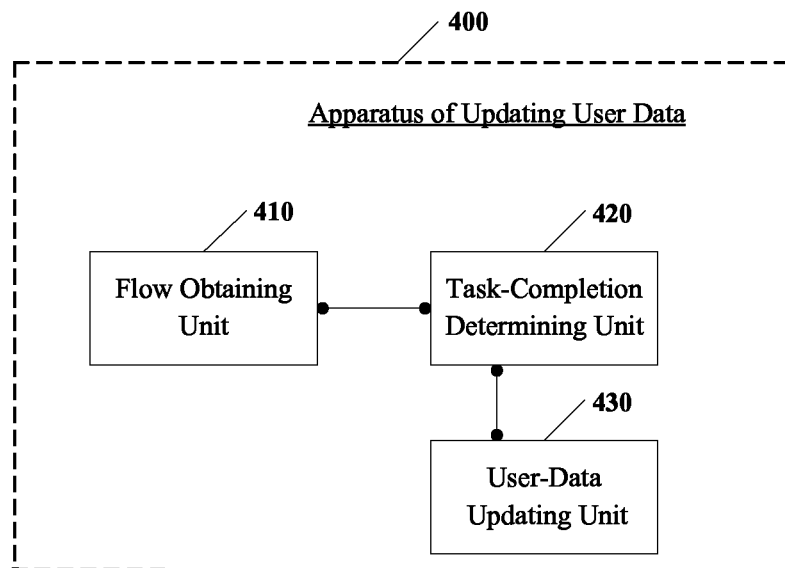 400
Apparatus of Updating User Data
410
420
Flow Obtaining
Unit
Task-Completion
Determining Unit
430
User-Data
Updating Unit